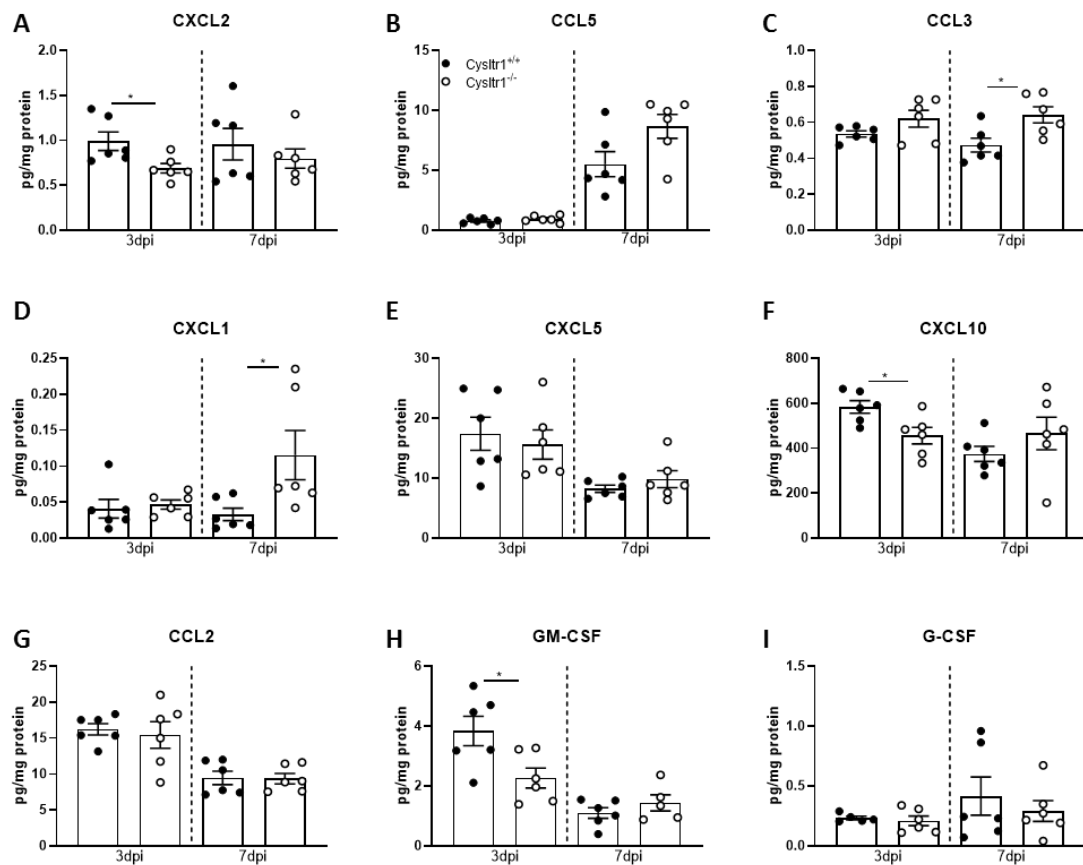 A
CXCL2
pg/mg protein
2.0
1.5
1.0
0.5
0.0
*
3dpi
7dpi
B
CCL5
pg/mg protein
15
10
5
0
Cysltr1+/+
Cysltr1-/-
3dpi
7dpi
C
CCL3
pg/mg protein
1.0
0.8
0.6
0.4
0.2
0.0
*
3dpi
7dpi
D
CXCL1
pg/mg protein
0.25
0.20
0.15
0.10
0.05
0.00
*
3dpi
7dpi
E
CXCL5
pg/mg protein
30
20
10
0
3dpi
7dpi
F
CXCL10
pg/mg protein
800
600
400
200
0
*
3dpi
7dpi
G
CCL2
pg/mg protein
25
20
15
10
5
0
3dpi
7dpi
H
GM-CSF
pg/mg protein
6
4
2
0
*
3dpi
7dpi
I
G-CSF
pg/mg protein
1.5
1.0
0.5
0.0
3dpi
7dpi